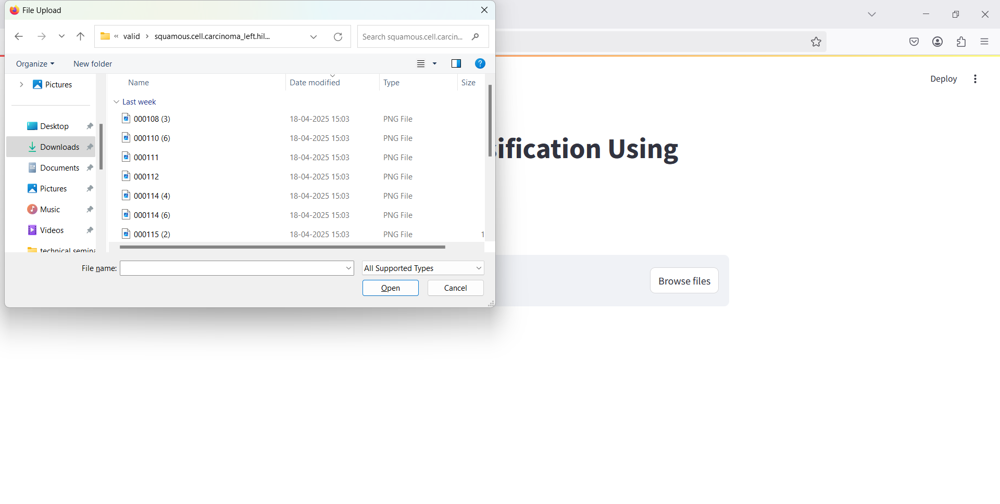 File Upload
valid
squamous.cell.carcinoma_left.hil...
Search squamous.cell.carcin...
Organize
New folder
Pictures
Desktop
Downloads
Documents
Pictures
Music
Videos
technical semina
Name Date modified Type Size
Last week
000108 (3) 18-04-2025 15:03 PNG File
000110 (6) 18-04-2025 15:03 PNG File
000111 18-04-2025 15:03 PNG File
000112 18-04-2025 15:03 PNG File
000114 (4) 18-04-2025 15:03 PNG File
000114 (6) 18-04-2025 15:03 PNG File
000115 (2) 18-04-2025 15:03 PNG File 1
File name:
All Supported Types
Open
Cancel
Deploy
sification Using
Browse files